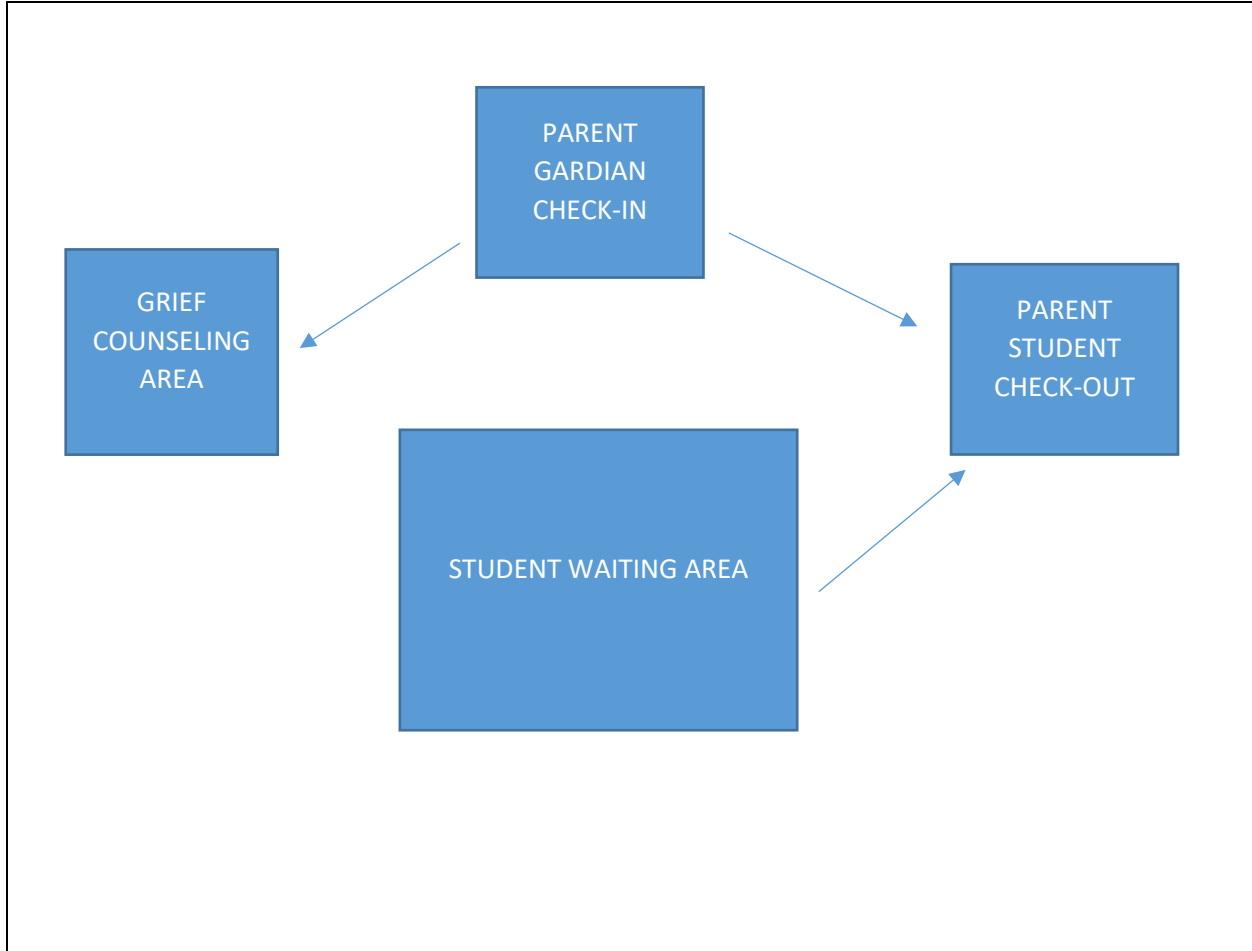 PARENT
GARDIAN
CHECK-IN
GRIEF
COUNSELING
AREA
PARENT
STUDENT
CHECK-OUT
STUDENT WAITING AREA